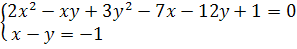 2x² − xy + 3y² − 7x − 12y + 1 = 0
x − y = −1